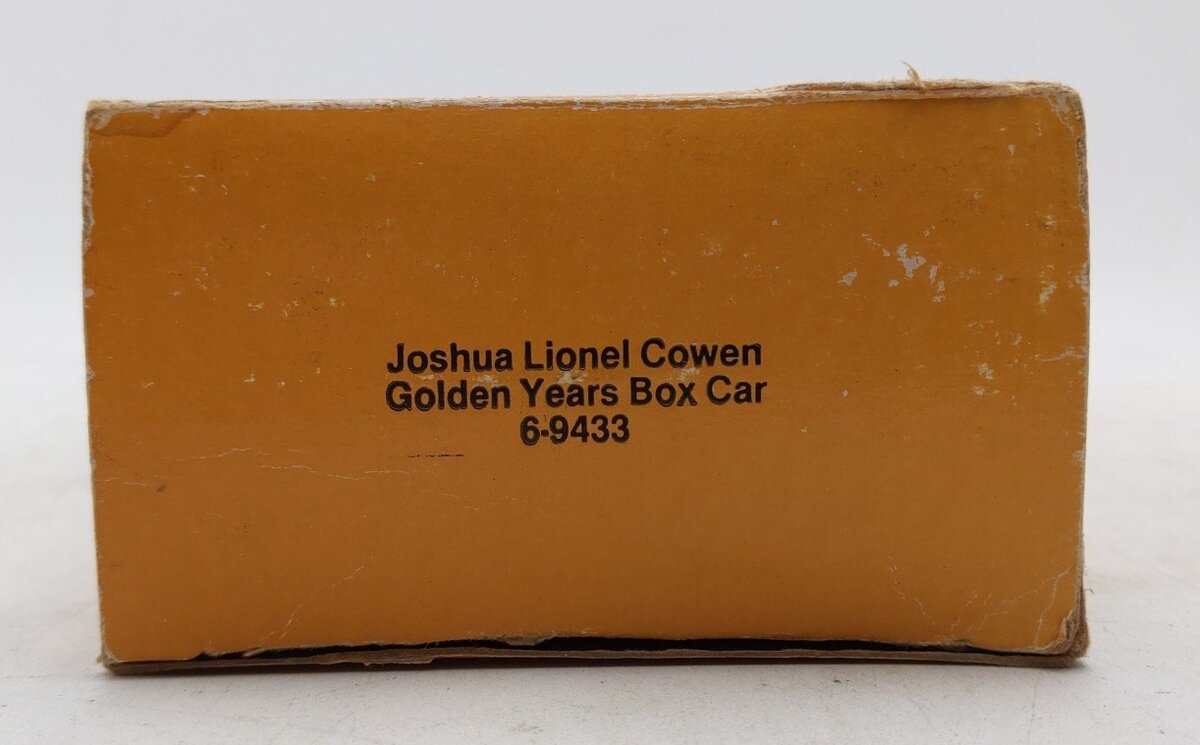 Joshua Lionel Cowen
Golden Years Box Car
6-9433